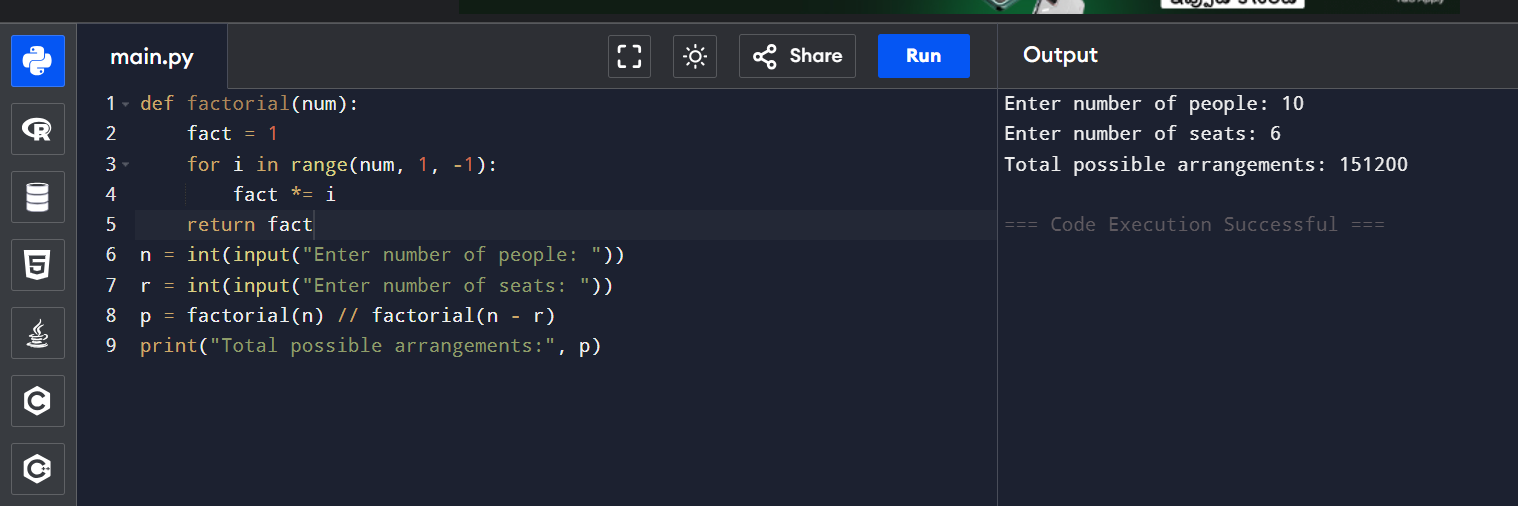 main.py
Share
Run
Output
1 def factorial(num):
2     fact = 1
3     for i in range(num, 1, -1):
4         fact *= i
5     return fact
6 n = int(input("Enter number of people: "))
7 r = int(input("Enter number of seats: "))
8 p = factorial(n) // factorial(n - r)
9 print("Total possible arrangements:", p)
Enter number of people: 10
Enter number of seats: 6
Total possible arrangements: 151200
=== Code Execution Successful ===